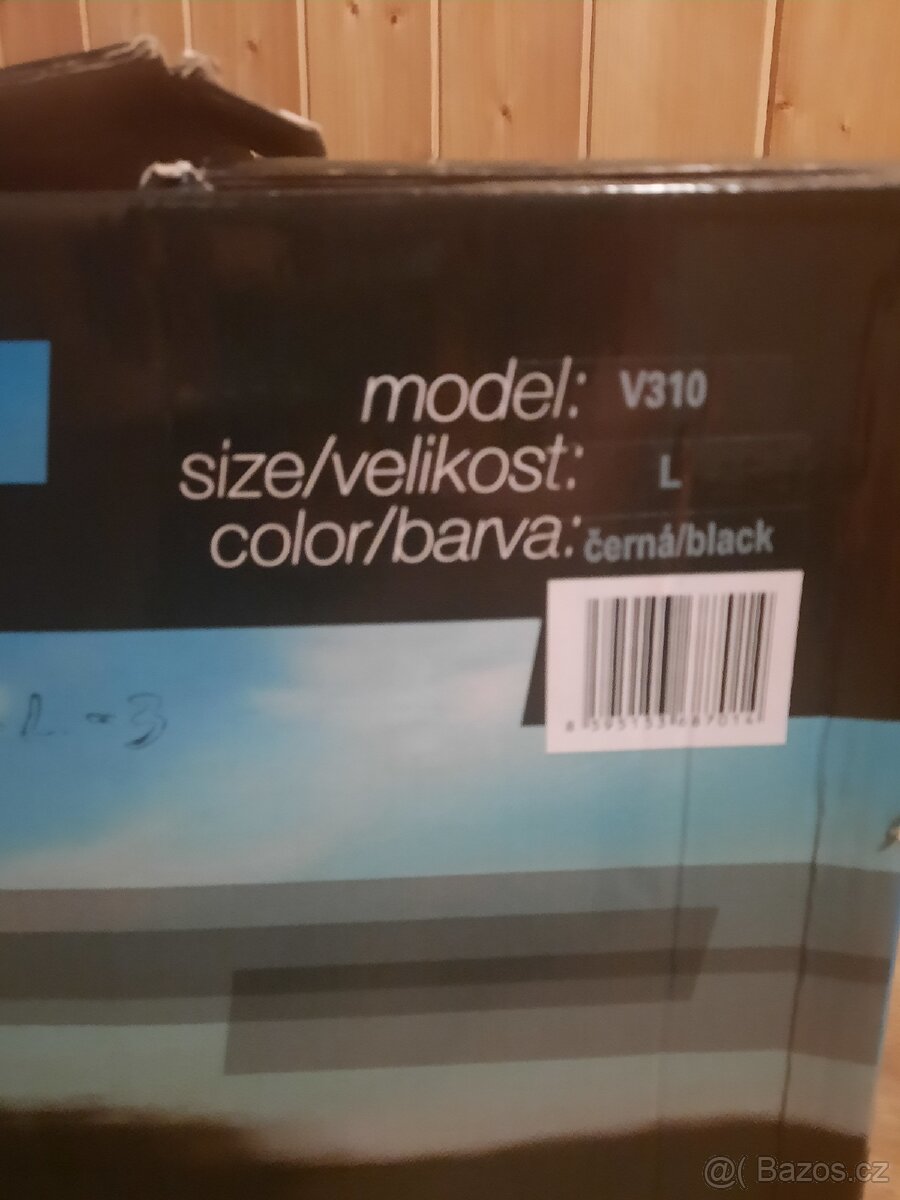 model: V310
size/velikost: L
color/barva: černá/black
@( Bazos.cz